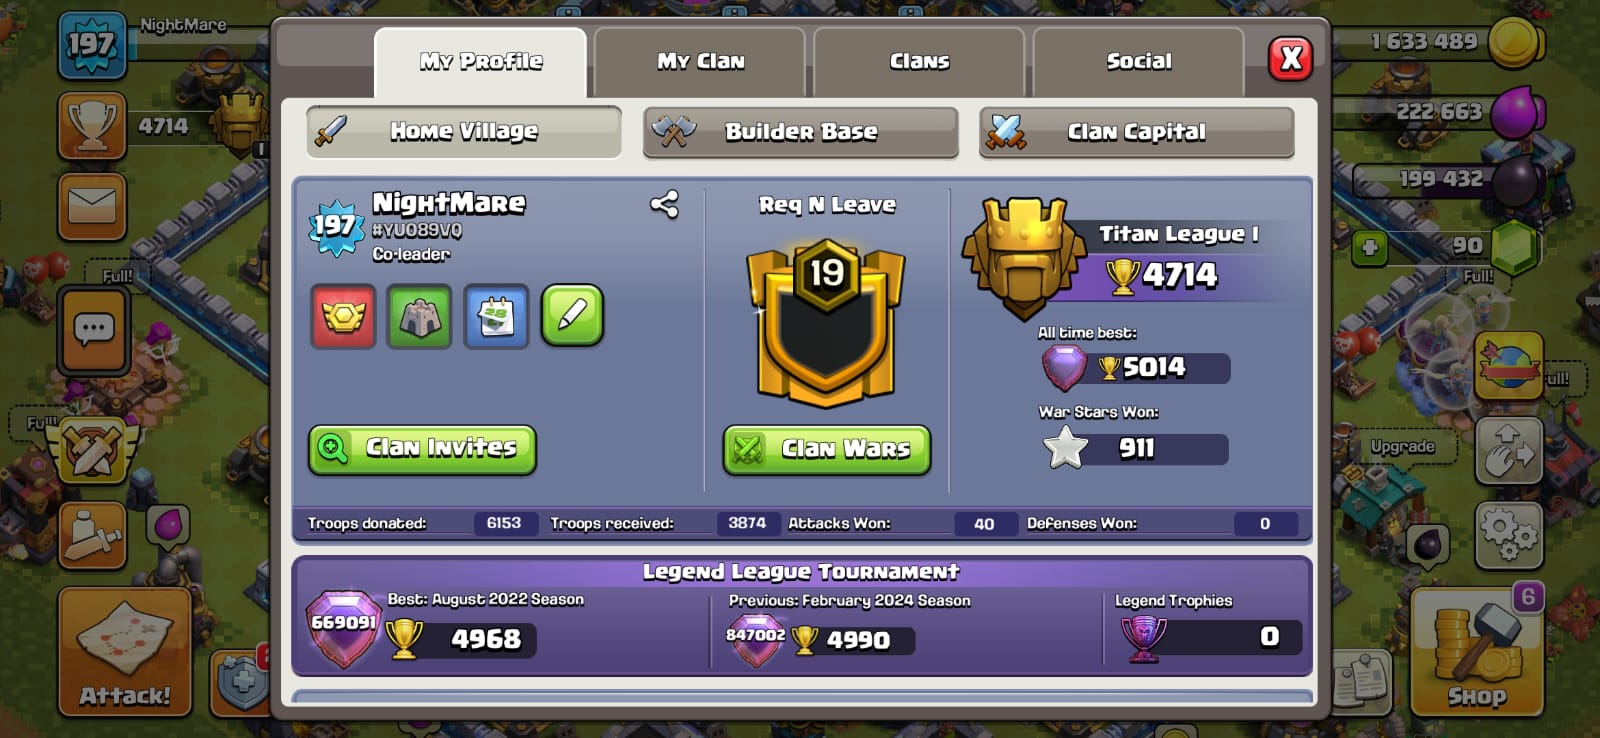 197
NightMare
My Profile
My Clan
Clans
Social
X
1 633 489
4714
I
Home Village
Builder Base
Clan Capital
222 663
199 432
197
NightMare
#YU089VQ
Co-leader
Req N Leave
19
Titan League I
4714
90
Full!
Full!
28
All time best:
5014
War Stars Won:
911
Clan Invites
Clan Wars
Upgrade
Troops donated: 6153
Troops received: 3874
Attacks Won: 40
Defenses Won: 0
Legend League Tournament
669091
Best: August 2022 Season
4968
Previous: February 2024 Season
847002
4990
Legend Trophies
0
6
Attack!
Shop